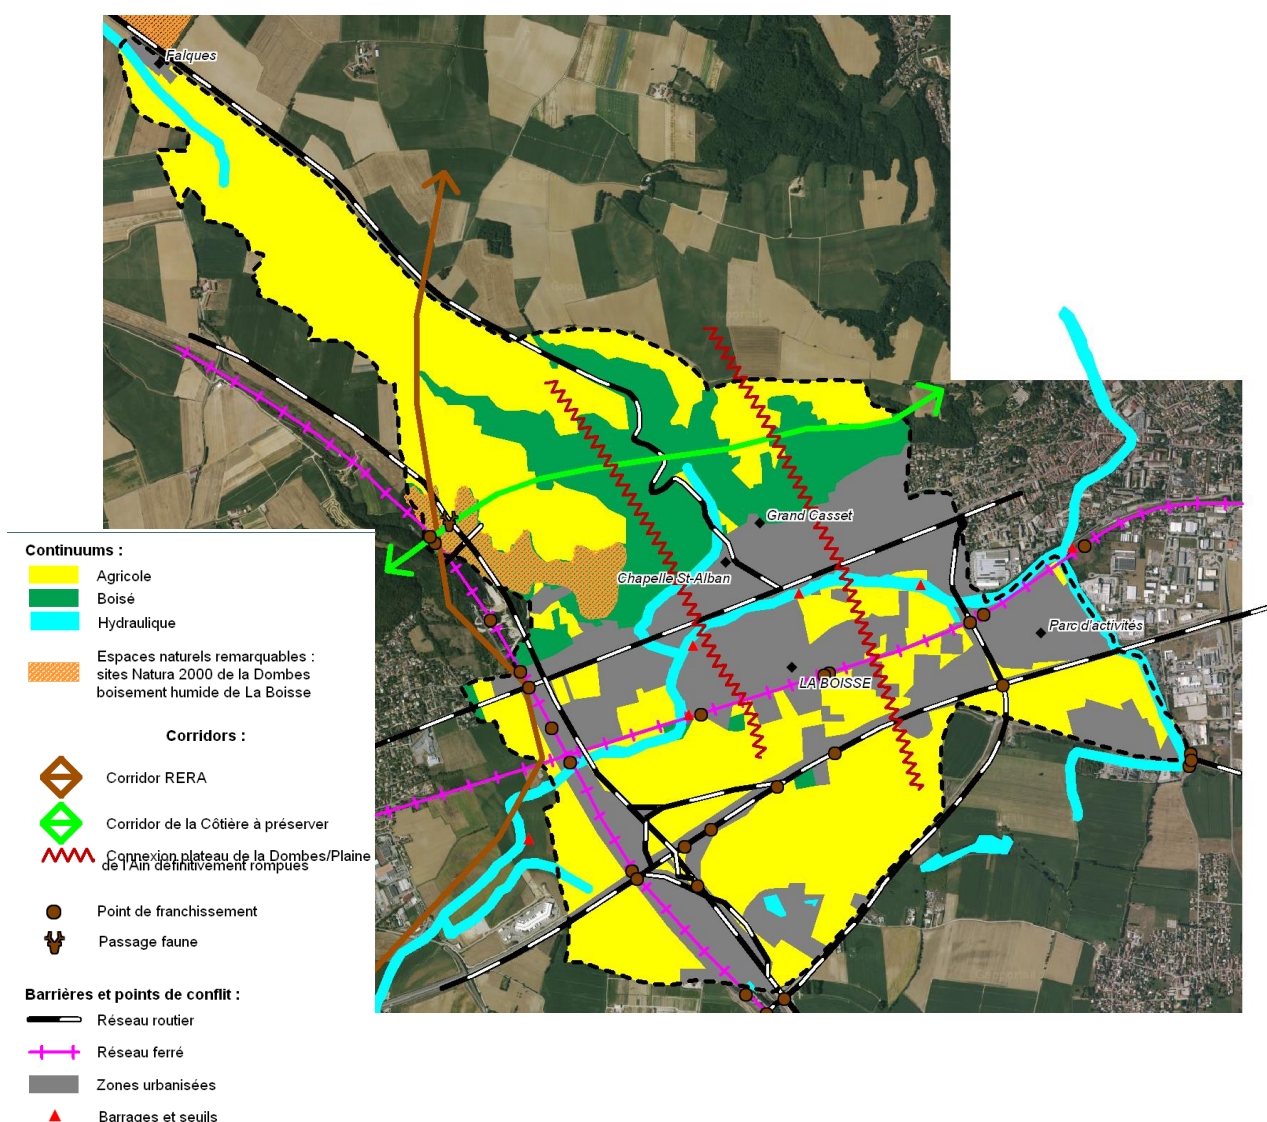 Falques
Grand Casset
Chapelle St-Alban
Parc d'activités
LA BOISSE
Continuums :
Agricole
Boisé
Hydraulique
Espaces naturels remarquables :
sites Natura 2000 de la Dombes
boisement humide de La Boisse
Corridors :
Corridor RERA
Corridor de la Côtière à préserver
Connexion plateau de la Dombes/Plaine
de l'Ain définitivement rompues
Point de franchissement
Passage faune
Barrières et points de conflit :
Réseau routier
Réseau ferré
Zones urbanisées
Barrages et seuils